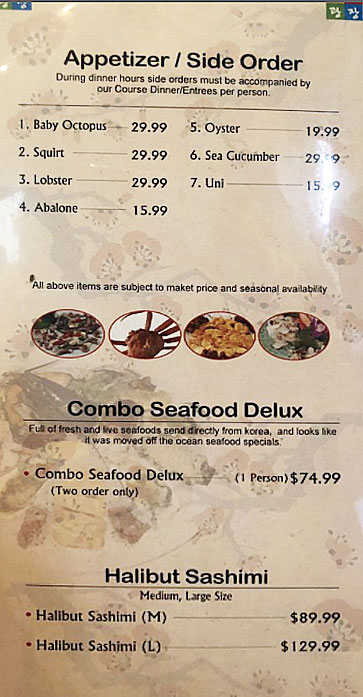 광장
Appetizer / Side Order
During dinner hours side orders must be accompanied by
our Course Dinner/Entrees per person.
1. Baby Octopus 29.99
2. Squirt 29.99
3. Lobster 29.99
4. Abalone 15.99
5. Oyster 19.99
6. Sea Cucumber
7. Uni
All above items are subject to maket price and seasonal availability
Combo Seafood Delux
Full of fresh and live seafoods send directly from korea, and looks like
it was moved off the ocean seafood specials.
• Combo Seafood Delux (1 Person) $74.99
(Two order only)
Halibut Sashimi
Medium, Large Size
• Halibut Sashimi (M) $89.99
• Halibut Sashimi (L) $129.99